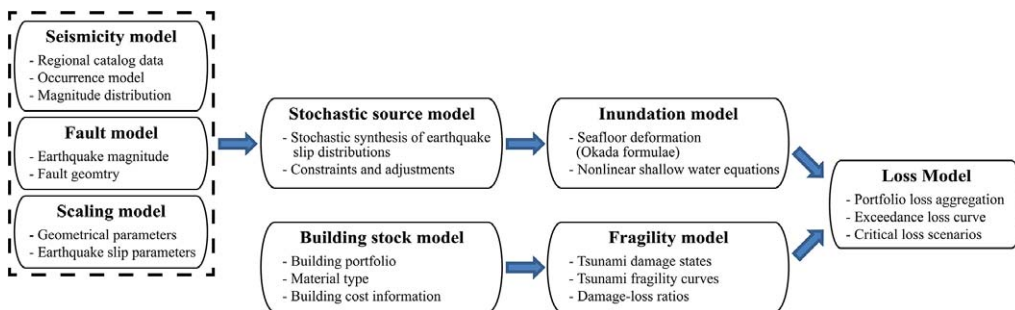 Seismicity model
- Regional catalog data
- Occurrence model
- Magnitude distribution
Fault model
- Earthquake magnitude
- Fault geomtry
Scaling model
- Geometrical parameters
- Earthquake slip parameters
Stochastic source model
- Stochastic synthesis of earthquake
slip distributions
- Constraints and adjustments
Inundation model
- Seafloor deformation
(Okada formulae)
- Nonlinear shallow water equations
Building stock model
- Building portfolio
- Material type
- Building cost information
Fragility model
- Tsunami damage states
- Tsunami fragility curves
- Damage-loss ratios
Loss Model
- Portfolio loss aggregation
- Exceedance loss curve
- Critical loss scenarios